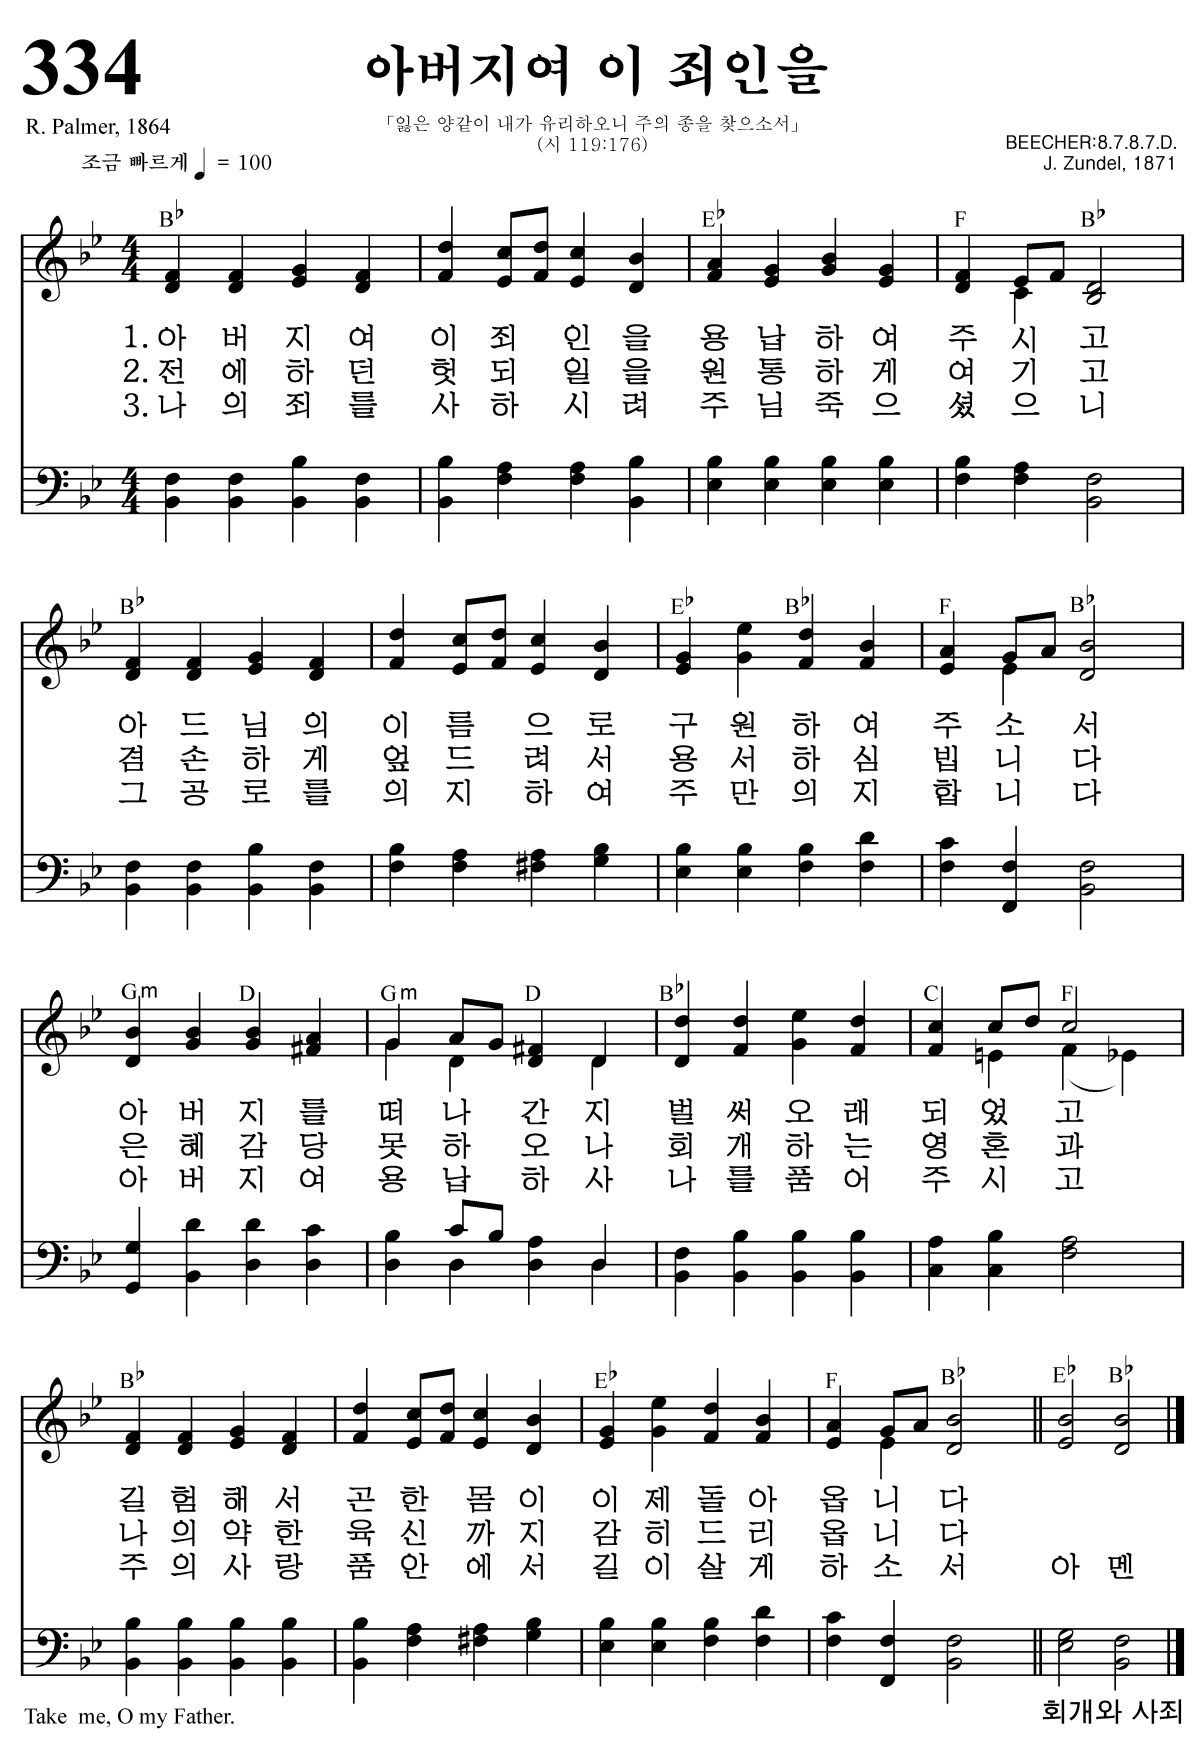 334
아버지여 이 죄인을
R. Palmer, 1864
「잃은 양같이 내가 유리하오니 주의 종을 찾으소서」
(시 119:176)
BEECHER:8.7.8.7.D.
J. Zundel, 1871
조금 빠르게 ♩ = 100
B♭ E♭ F B♭
1. 아 버 지 여 이 죄 인 을 용 납 하 여 주 시 고
2. 전 에 하 던 헛 되 일 을 원 통 하 게 여 기 고
3. 나 의 죄 를 사 하 시 려 주 님 죽 으 셨 으 니
B♭ E♭ B♭ F B♭
아 드 님 의 이 름 으 로 구 원 하 여 주 소 서
겸 손 하 게 엎 드 려 서 용 서 하 심 빕 니 다
그 공 로 를 의 지 하 여 주 만 의 지 합 니 다
Gm D Gm D B♭ C F
아 버 지 를 떠 나 간 지 벌 써 오 래 되 었 고
은 혜 감 당 못 하 오 나 회 개 하 는 영 혼 과
아 버 지 여 용 납 하 사 나 를 품 어 주 시 고
B♭ E♭ F B♭ E♭ B♭
길 험 해 서 곤 한 몸 이 이 제 돌 아 옵 니 다
나 의 약 한 육 신 까 지 감 히 드 리 옵 니 다
주 의 사 랑 품 안 에 서 길 이 살 게 하 소 서 아 멘
Take me, O my Father.
회개와 사죄